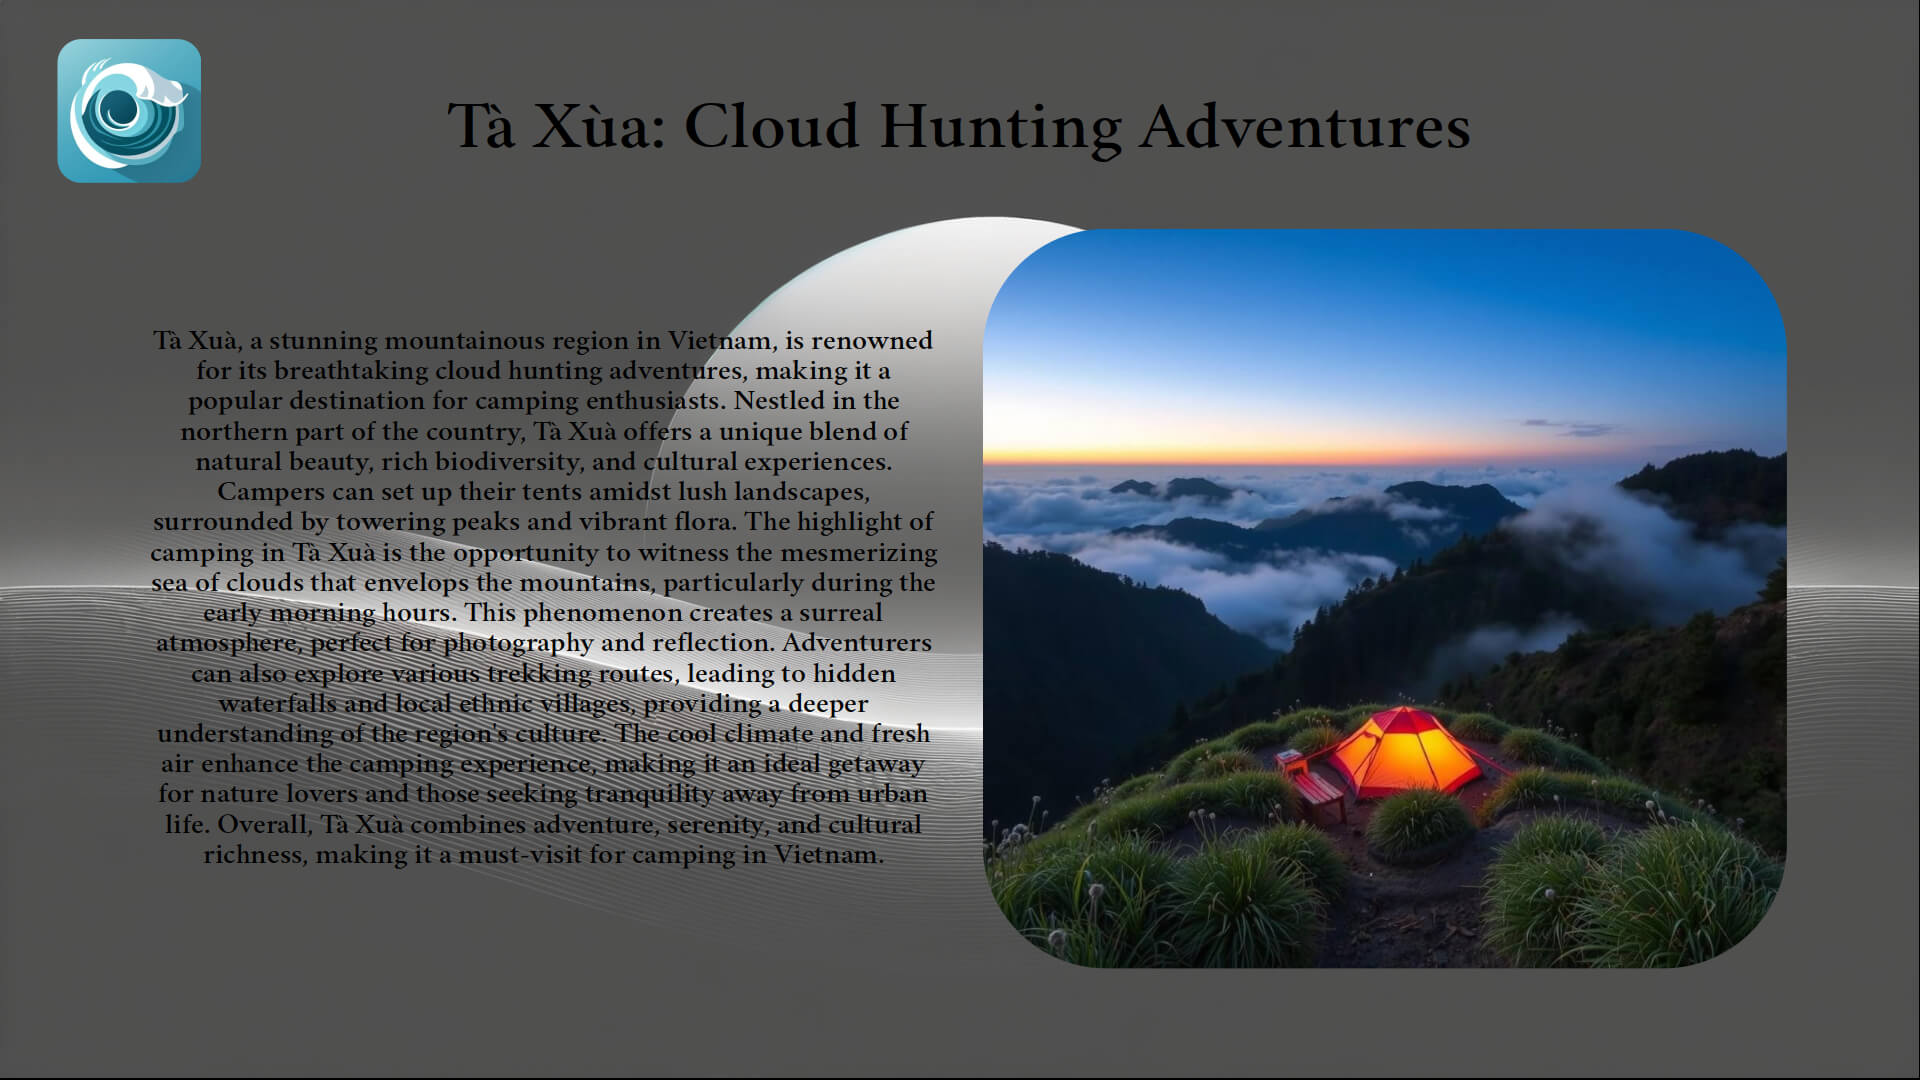 Tà Xùa: Cloud Hunting Adventures
Tà Xuà, a stunning mountainous region in Vietnam, is renowned
for its breathtaking cloud hunting adventures, making it a
popular destination for camping enthusiasts. Nestled in the
northern part of the country, Tà Xuà offers a unique blend of
natural beauty, rich biodiversity, and cultural experiences.
Campers can set up their tents amidst lush landscapes,
surrounded by towering peaks and vibrant flora. The highlight of
camping in Tà Xuà is the opportunity to witness the mesmerizing
sea of clouds that envelops the mountains, particularly during the
early morning hours. This phenomenon creates a surreal
atmosphere, perfect for photography and reflection. Adventurers
can also explore various trekking routes, leading to hidden
waterfalls and local ethnic villages, providing a deeper
understanding of the region's culture. The cool climate and fresh
air enhance the camping experience, making it an ideal getaway
for nature lovers and those seeking tranquility away from urban
life. Overall, Tà Xuà combines adventure, serenity, and cultural
richness, making it a must-visit for camping in Vietnam.